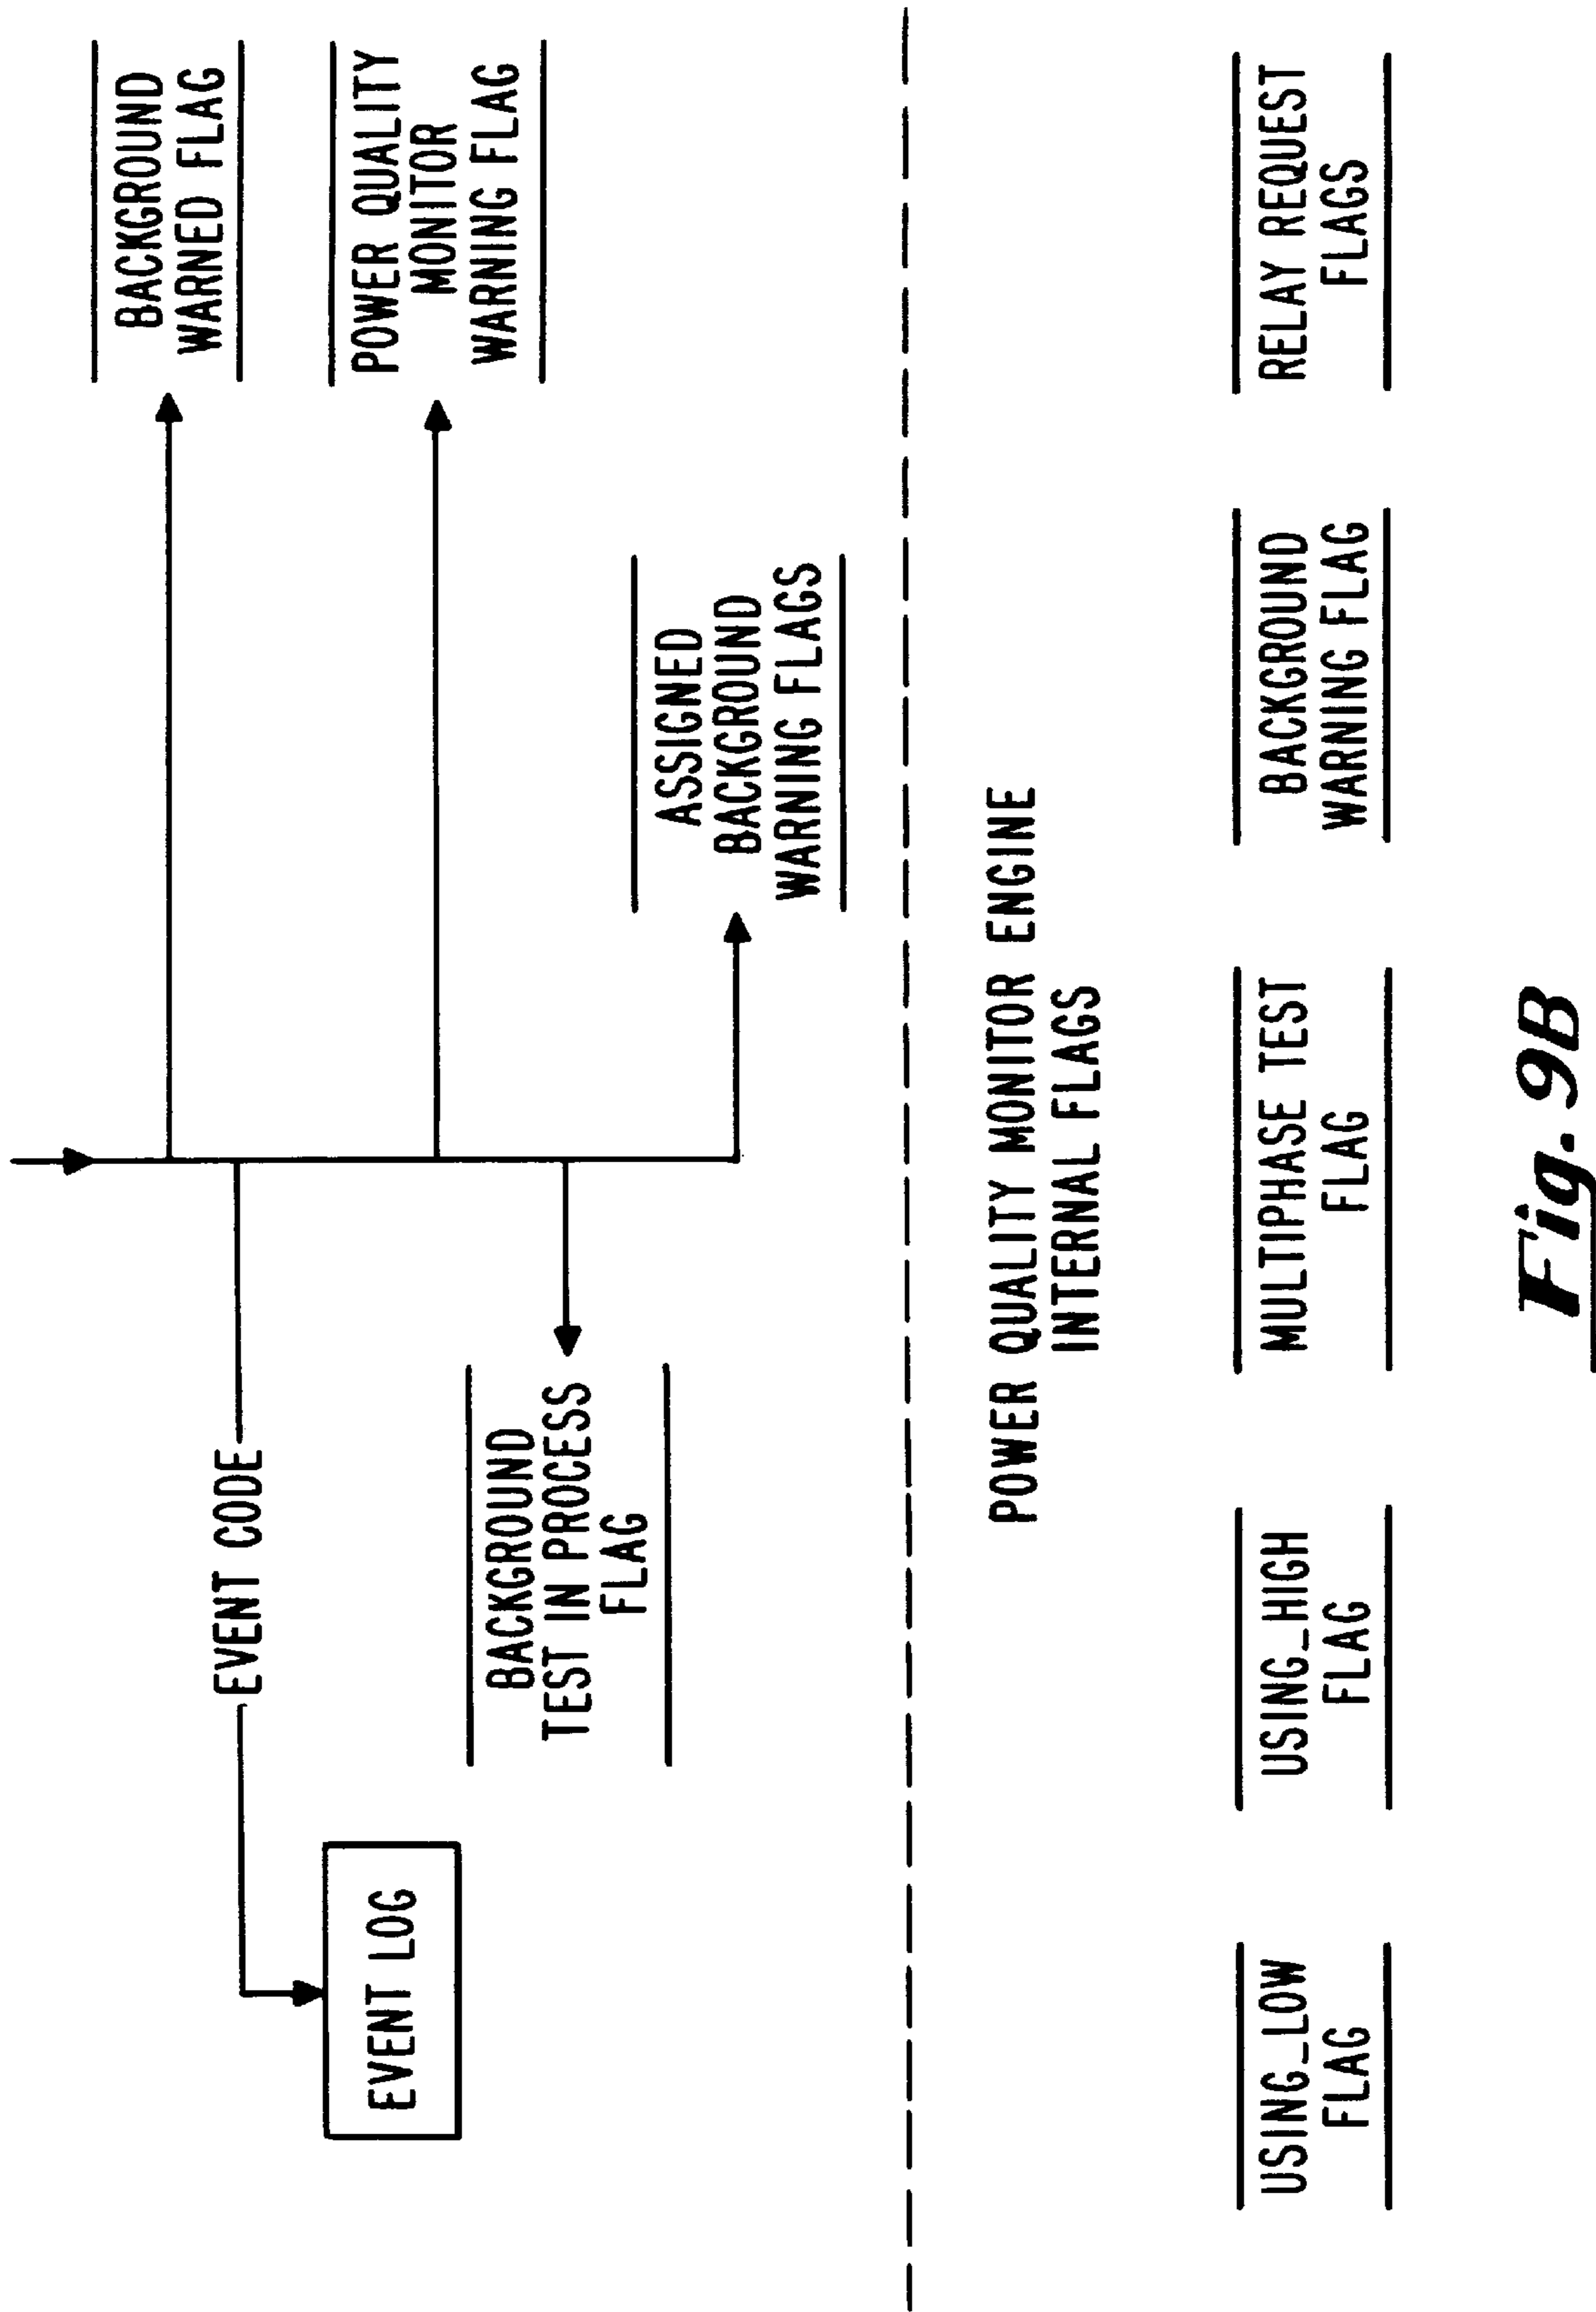 BACKGROUND
WARNED FLAG
EVENT CODE
EVENT LOG
POWER QUALITY
MONITOR
WARNING FLAG
BACKGROUND
TEST IN PROCESS
FLAG
ASSIGNED
BACKGROUND
WARNING FLAGS
POWER QUALITY MONITOR ENGINE
INTERNAL FLAGS
USING_LOW
FLAG
USING_HIGH
FLAG
MULTIPHASE TEST
FLAG
BACKGROUND
WARNING FLAG
RELAY REQUEST
FLAGS
Fig. 9B